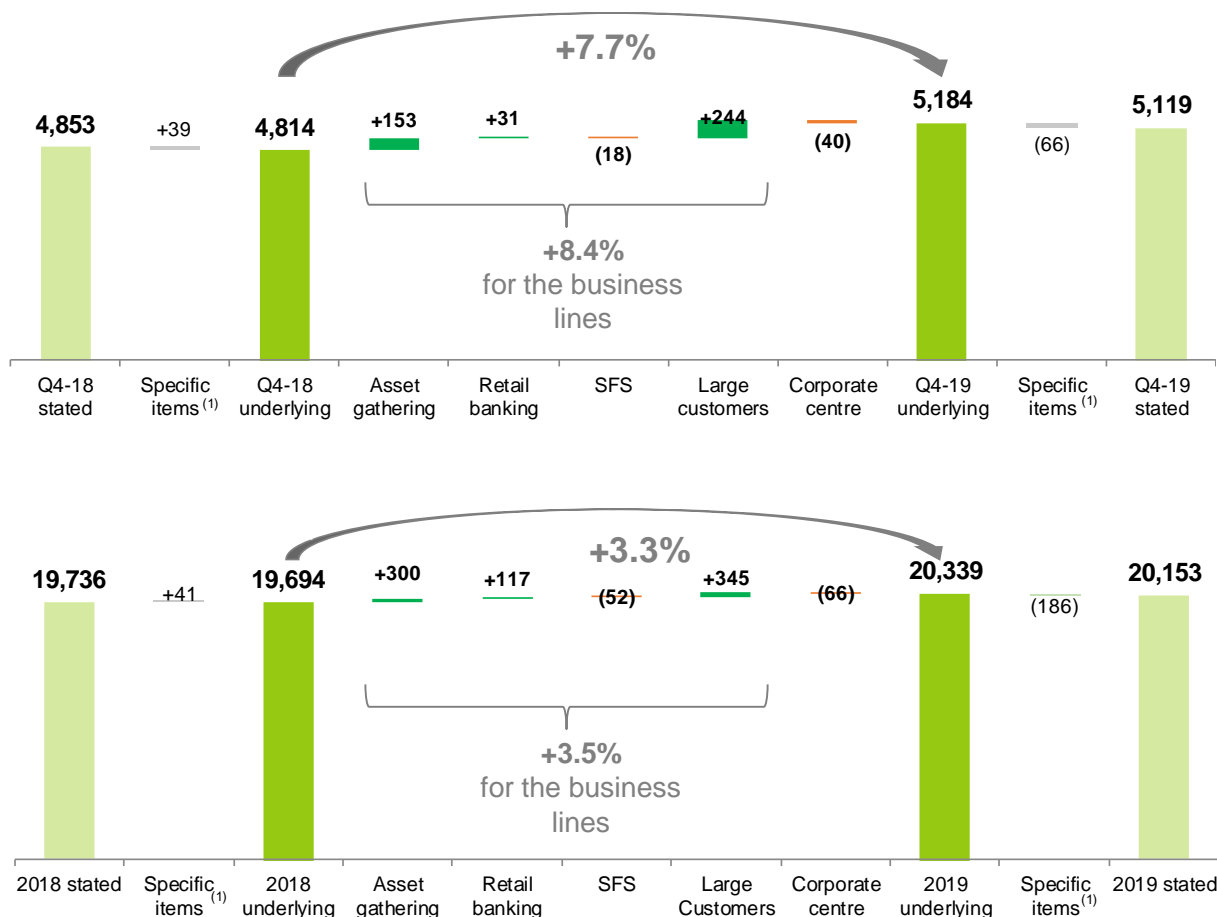 +7.7%
4,853
+39
4,814
+153
+31
(18)
+244
(40)
5,184
(66)
5,119
+8.4%
for the business
lines
Q4-18
stated
Specific
items (1)
Q4-18
underlying
Asset
gathering
Retail
banking
SFS
Large
customers
Corporate
centre
Q4-19
underlying
Specific
items (1)
Q4-19
stated
+3.3%
19,736
+41
19,694
+300
+117
(52)
+345
(66)
20,339
(186)
20,153
+3.5%
for the business
lines
2018 stated
Specific
items (1)
2018
underlying
Asset
gathering
Retail
banking
SFS
Large
Customers
Corporate
centre
2019
underlying
Specific
items(1)
2019 stated